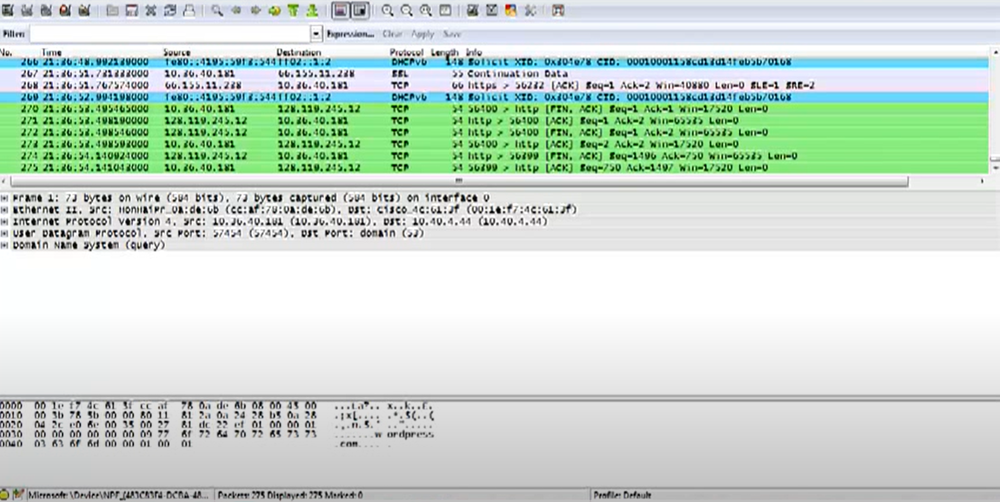 Filter: Expression... Clear Apply Save
No. Time Source Destination Protocol Length Info
266 21:36:48.992139000 fe80::4195:59f3:544 ff02::1:2 DHCPv6 148 Solicit XID: 0x304e78 CID:
267 21:36:51.731333000 10.36.40.181 66.155.11.238 SSL 55 Continuation Data
268 21:36:51.767574000 66.155.11.238 10.36.40.181 TCP 66 https > 56232 [ACK] Seq=1 Ack=2 Win=40880 Len=0 SLE=1 SRE=2
269 21:36:52.994198000 fe80::4195:59f3:544 ff02::1:2 DHCPv6 148 Solicit XID: 0x304e78 CID:
270 21:36:53.495465000 10.36.40.181 128.119.245.12 TCP 54 56400 > http [FIN, ACK] Seq=1 Ack=1 Win=17520 Len=0
271 21:36:53.498190000 128.119.245.12 10.36.40.181 TCP 54 http > 56400 [ACK] Seq=1 Ack=2 Win=65535 Len=0
272 21:36:53.498546000 128.119.245.12 10.36.40.181 TCP 54 http > 56400 [FIN, ACK] Seq=1 Ack=2 Win=65535 Len=0
273 21:36:53.498593000 10.36.40.181 128.119.245.12 TCP 54 56400 > http [ACK] Seq=2 Ack=2 Win=17520 Len=0
274 21:36:54.140924000 128.119.245.12 10.36.40.181 TCP 54 http > 56399 [FIN, ACK] Seq=1496 Ack=750 Win=65535 Len=0
275 21:36:54.141043000 10.36.40.181 128.119.245.12 TCP 54 56399 > http [ACK] Seq=750 Ack=1497 Win=17520 Len=0
Frame 1: 73 bytes on wire (584 bits), 73 bytes captured (584 bits) on interface 0
Ethernet II, Src: HonHaiPr_0a:de:6b (cc:af:78:0a:de:6b), Dst: Cisco_4c:61:3f (00:1e:f7:4c:61:3f)
Internet Protocol Version 4, Src: 10.36.40.181 (10.36.40.181), Dst: 10.40.4.44 (10.40.4.44)
User Datagram Protocol, Src Port: 57454 (57454), Dst Port: domain (53)
Domain Name System (query)
0000 00 1e f7 4c 61 3f cc af 78 0a de 6b 08 00 45 00 ...La?.. x..k..E.
0010 00 3b 78 5b 00 00 80 11 81 2a 0a 24 28 b5 0a 28 .;x[.... .*.$(..(
0020 04 2c e0 6e 00 35 00 27 81 dc 22 ef 01 00 00 01 .,.n.5.' ..".....
0030 00 00 00 00 00 00 09 77 6f 72 64 70 72 65 73 73 .......w ordpress
0040 03 63 6f 6d 00 00 01 00 01 .com.... .
Microsoft: Packets: 275 Displayed: 275 Marked: 0 Profile: Default